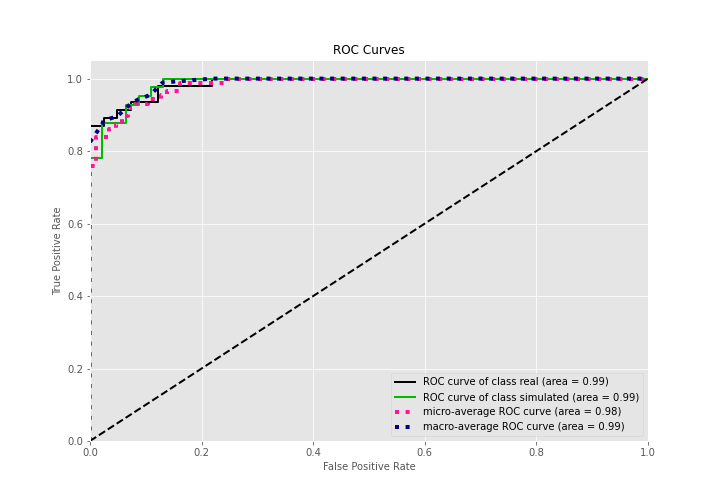 ROC Curves
1.0
0.8
0.6
0.4
0.2
0.0
True Positive Rate
0.0 0.2 0.4 0.6 0.8 1.0
False Positive Rate
ROC curve of class real (area = 0.99)
ROC curve of class simulated (area = 0.99)
micro-average ROC curve (area = 0.98)
macro-average ROC curve (area = 0.99)